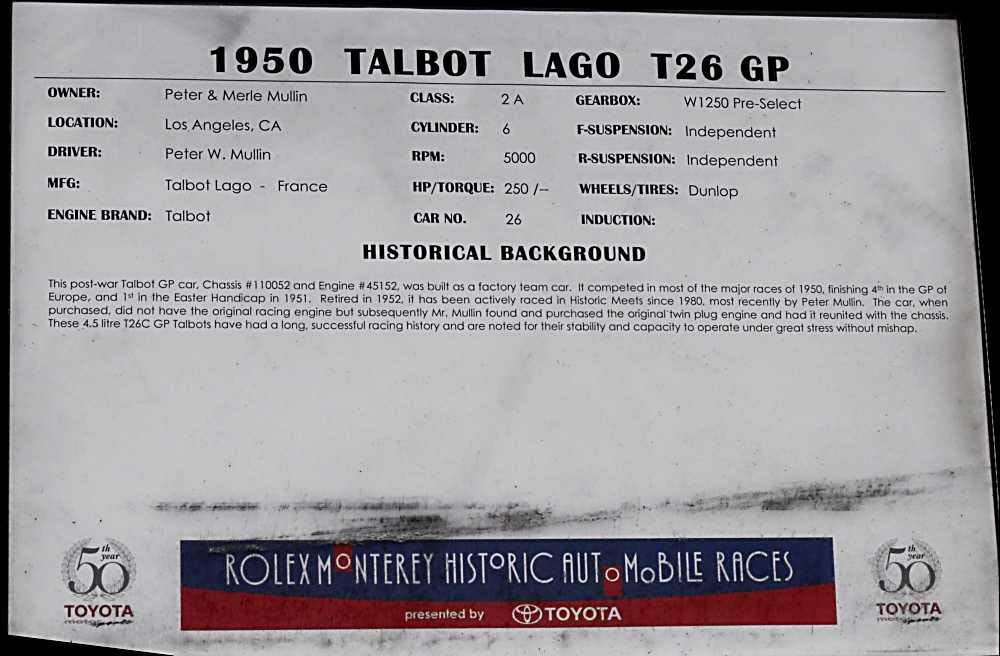 1950 TALBOT LAGO T26 GP
OWNER: Peter & Merle Mullin CLASS: 2 A GEARBOX: W1250 Pre-Select
LOCATION: Los Angeles, CA CYLINDER: 6 F-SUSPENSION: Independent
DRIVER: Peter W. Mullin RPM: 5000 R-SUSPENSION: Independent
MFG: Talbot Lago - France HP/TORQUE: 250 /-- WHEELS/TIRES: Dunlop
ENGINE BRAND: Talbot CAR NO. 26 INDUCTION:
HISTORICAL BACKGROUND
This post-war Talbot GP car, Chassis #110052 and Engine #45152, was built as a factory team car. It competed in most of the major races of 1950, finishing 4th in the GP of
Europe, and 1st in the Easter Handicap in 1951. Retired in 1952, it has been actively raced in Historic Meets since 1980, most recently by Peter Mullin. The car, when
purchased, did not have the original racing engine but subsequently Mr. Mullin found and purchased the original twin plug engine and had it reunited with the chassis.
These 4.5 litre T26C GP Talbots have had a long, successful racing history and are noted for their stability and capacity to operate under great stress without mishap.
50th year
TOYOTA
motorsports
ROLEX MONTEREY HISTORIC AUTOMOBILE RACES
presented by TOYOTA
50th year
TOYOTA
motorsports